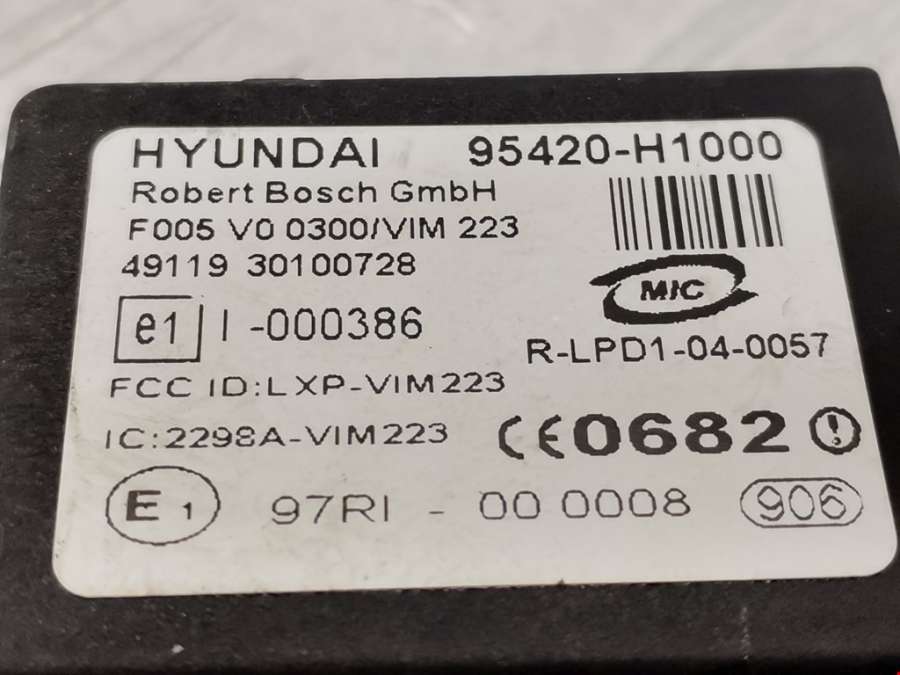 HYUNDAI 95420-H1000
Robert Bosch GmbH
F005 V0 0300/VIM 223
49119 30100728
MIC
e1 I -000386
R-LPD1-04-0057
FCC ID:LXP-VIM223
IC:2298A-VIM223
CE0682
E1 97RI - 00 0008 906